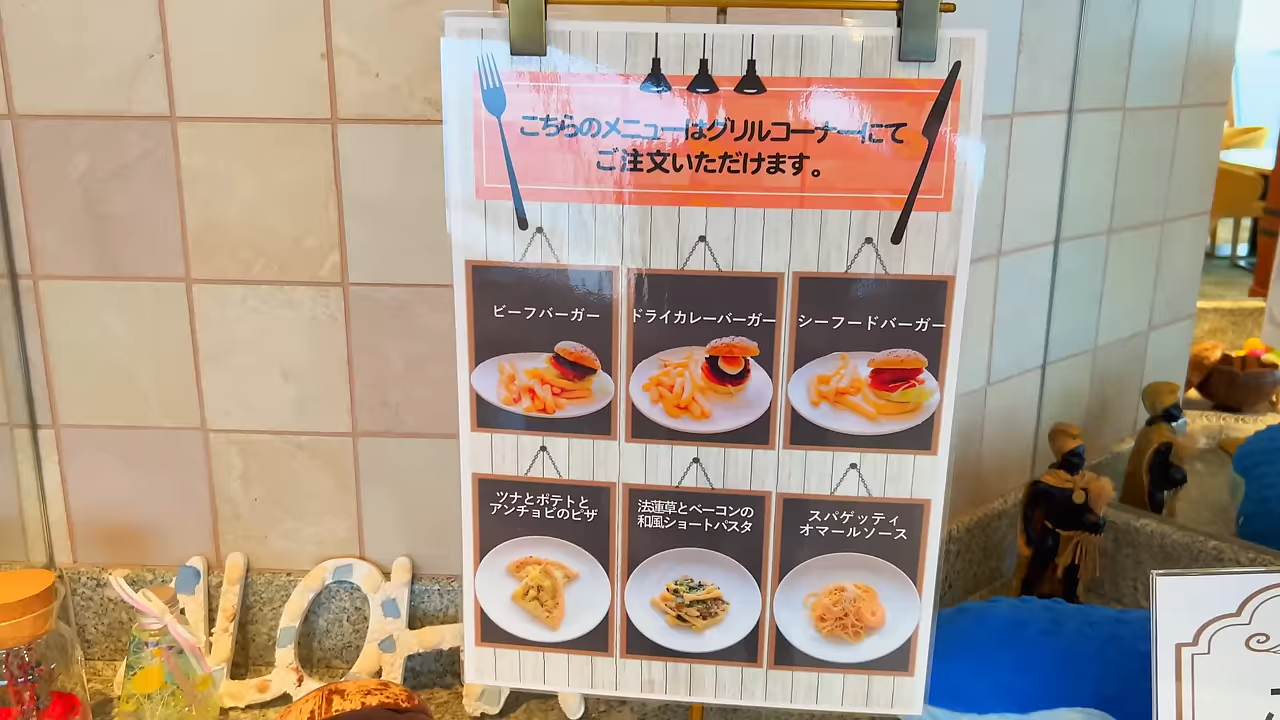 こちらのメニューはグリルコーナーにて
ご注文いただけます。
ビーフバーガー
ドライカレーバーガー
シーフードバーガー
ツナとポテトと
アンチョビのピザ
法蓮草とベーコンの
和風ショートパスタ
スパゲッティ
オマールソース